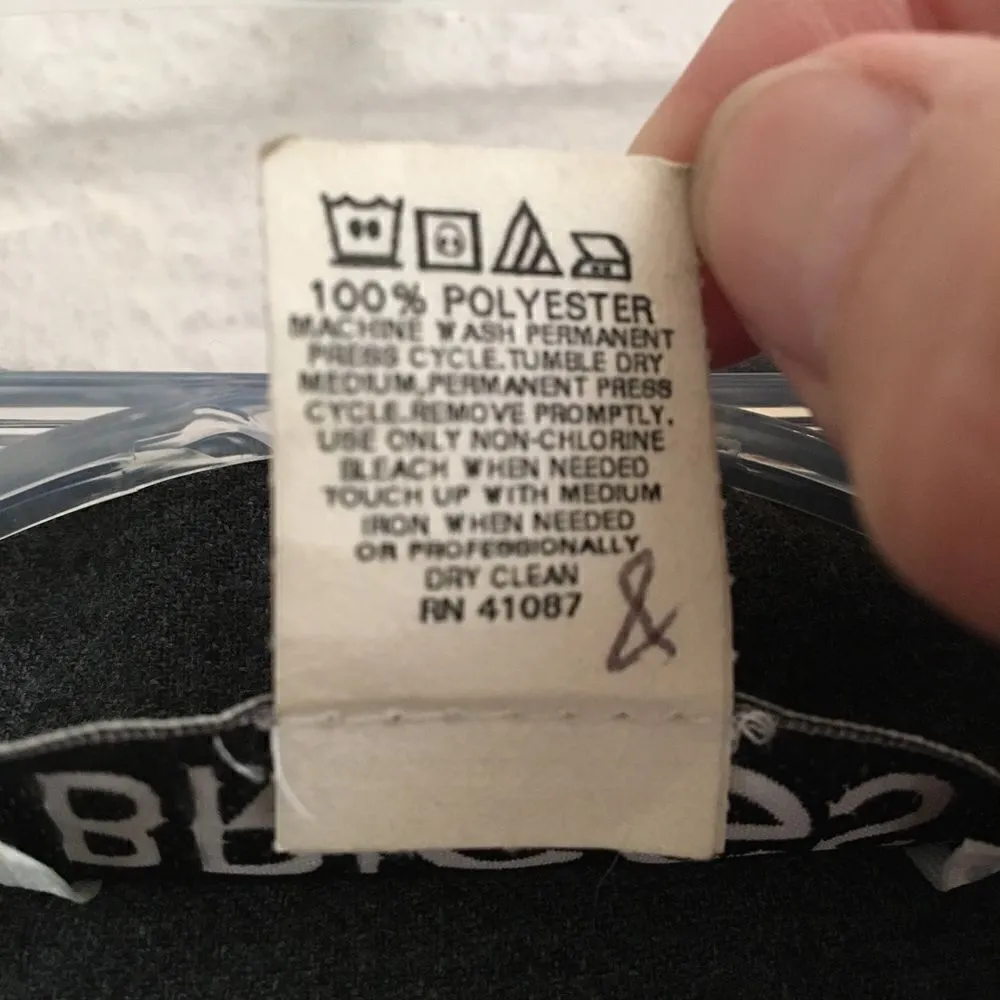 100% POLYESTER
MACHINE WASH PERMANENT
PRESS CYCLE.TUMBLE DRY
MEDIUM,PERMANENT PRESS
CYCLE.REMOVE PROMPTLY.
USE ONLY NON-CHLORINE
BLEACH WHEN NEEDED
TOUCH UP WITH MEDIUM
IRON WHEN NEEDED
OR PROFESSIONALLY
DRY CLEAN
RN 41087
&